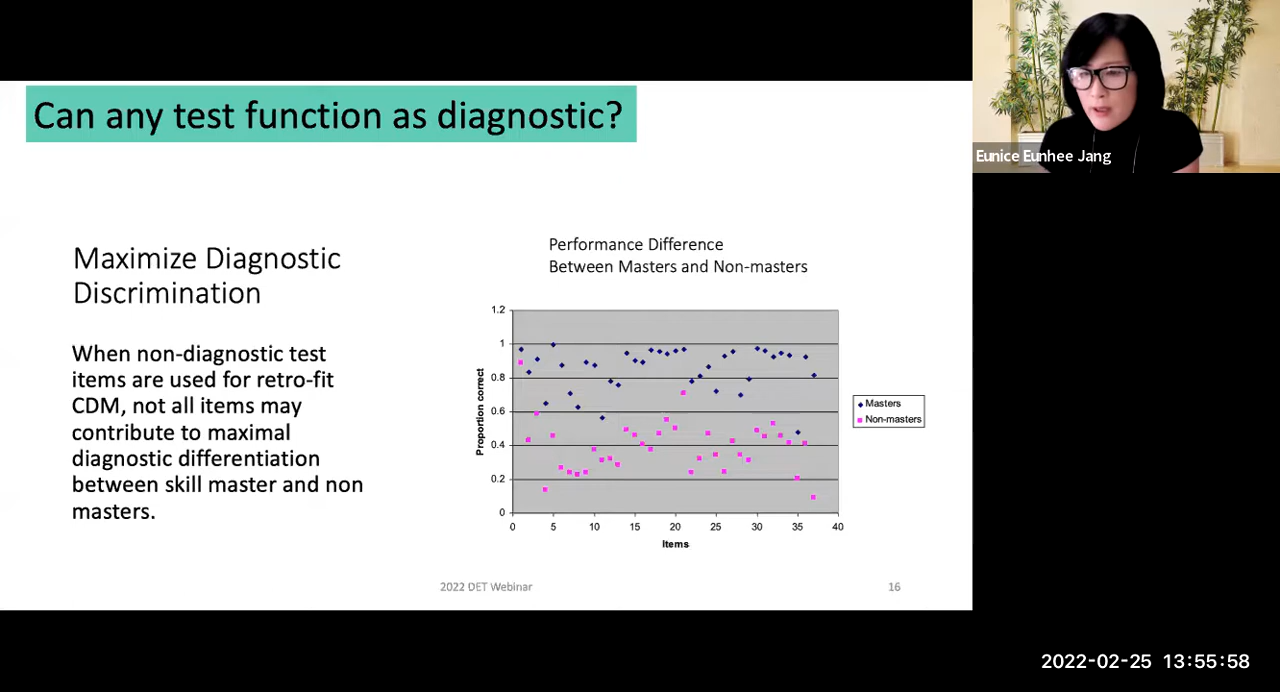 Can any test function as diagnostic?
Eunice Eunhee Jang
Maximize Diagnostic
Discrimination
When non-diagnostic test
items are used for retro-fit
CDM, not all items may
contribute to maximal
diagnostic differentiation
between skill master and non
masters.
Performance Difference
Between Masters and Non-masters
1.2
1
0.8
0.6
0.4
0.2
0
Proportion correct
0 5 10 15 20 25 30 35 40
Items
Masters
Non-masters
2022 DET Webinar
16
2022-02-25 13:55:58